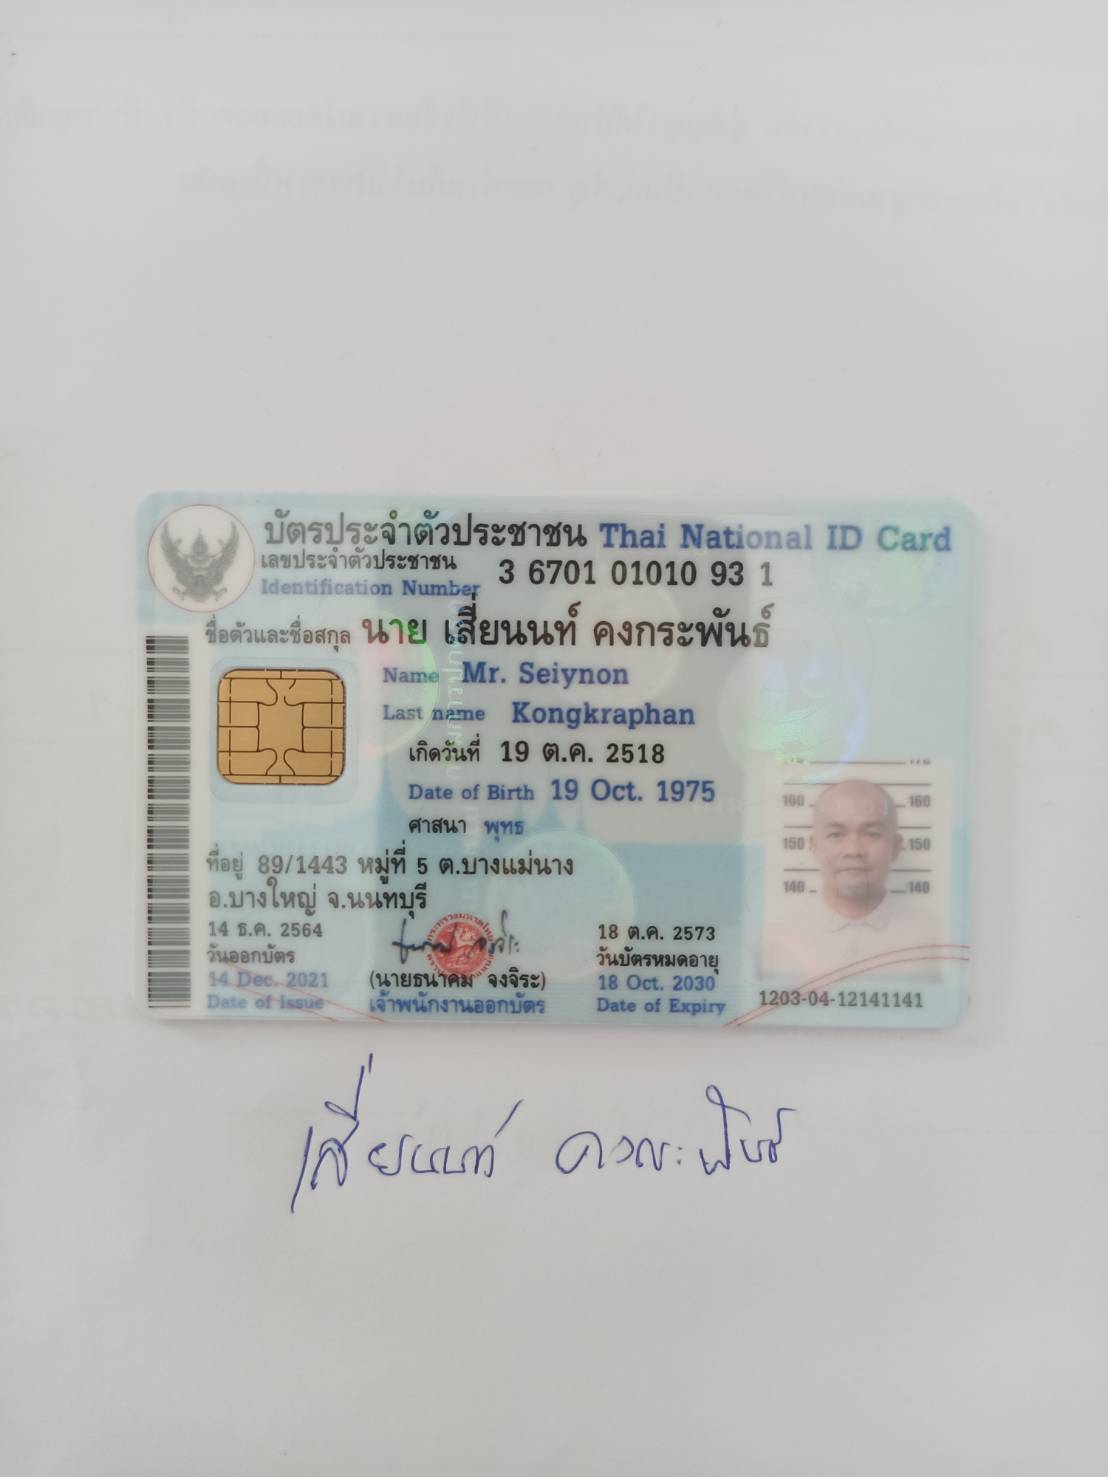 บัตรประจำตัวประชาชน Thai National ID Card
เลขประจำตัวประชาชน
Identification Number 3 6701 01010 93 1
ชื่อตัวและชื่อสกุล นาย เสี่ยนนท์ คงกระพันธ์
Name Mr. Seiynon
Last name Kongkraphan
เกิดวันที่ 19 ต.ค. 2518
Date of Birth 19 Oct. 1975
ศาสนา พุทธ
ที่อยู่ 89/1443 หมู่ที่ 5 ต.บางแม่นาง
อ.บางใหญ่ จ.นนทบุรี
14 ธ.ค. 2564
วันออกบัตร
14 Dec. 2021
Date of Issue
(นายธนาคม จงจิระ)
เจ้าพนักงานออกบัตร
18 ต.ค. 2573
วันบัตรหมดอายุ
18 Oct. 2030
Date of Expiry
160 160
150 150
140 140
1203-04-12141141
เสี่ยนนท์ คงกระพันธ์